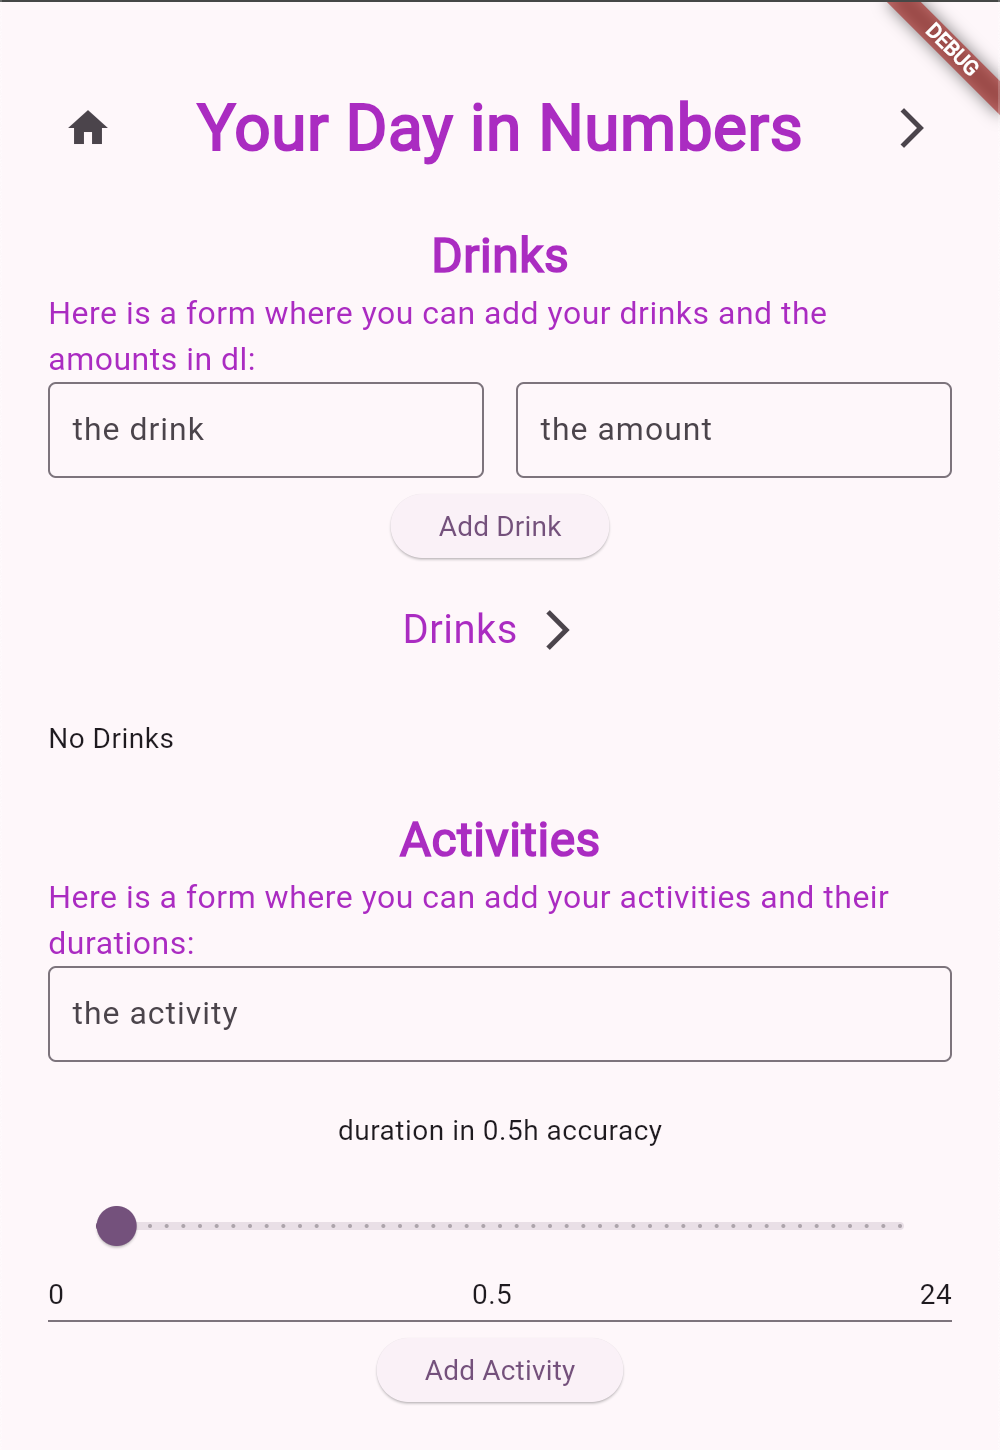 DEBUG
Your Day in Numbers
Drinks
Here is a form where you can add your drinks and the
amounts in dl:
the drink
the amount
Add Drink
Drinks
No Drinks
Activities
Here is a form where you can add your activities and their
durations:
the activity
duration in 0.5h accuracy
0
0.5
24
Add Activity